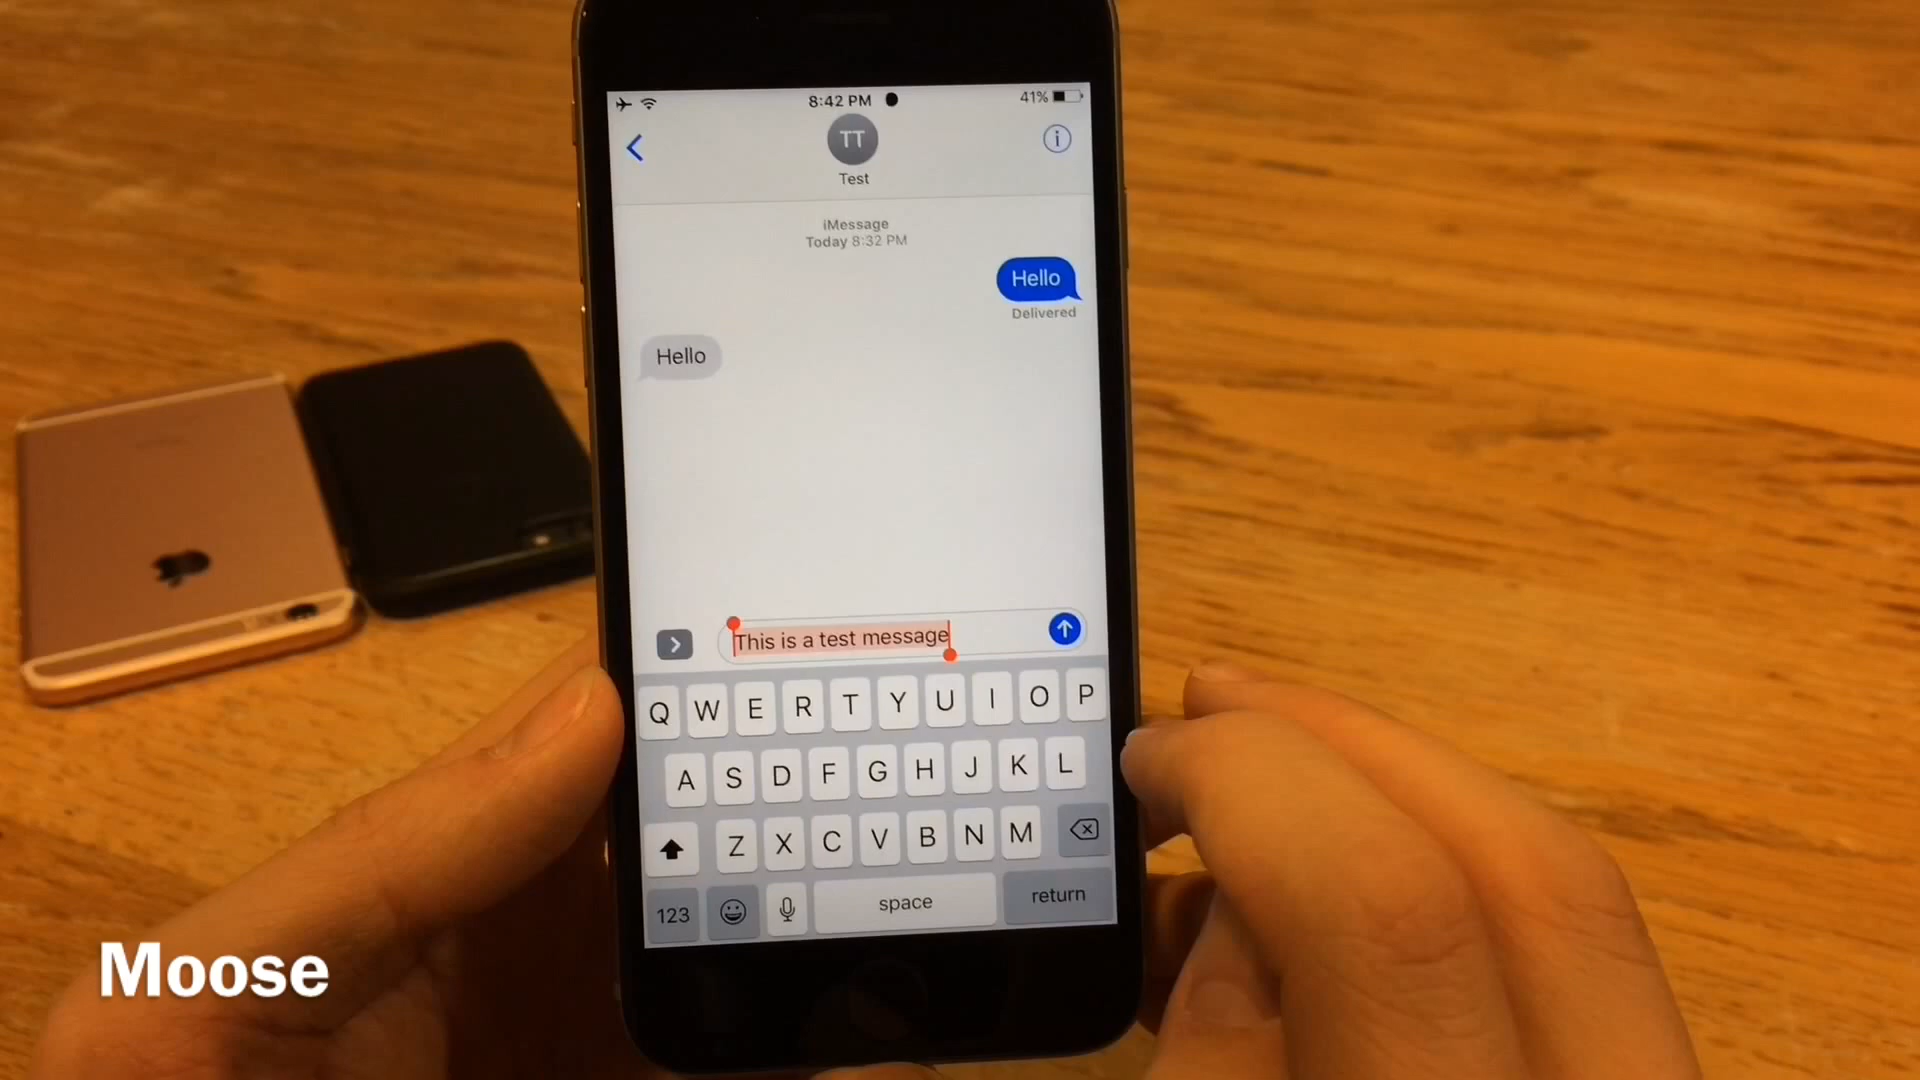 8:42 PM 41%
TT
Test
iMessage
Today 8:32 PM
Hello
Delivered
Hello
This is a test message
Q W E R T Y U I O P
A S D F G H J K L
Z X C V B N M
123 space return
Moose